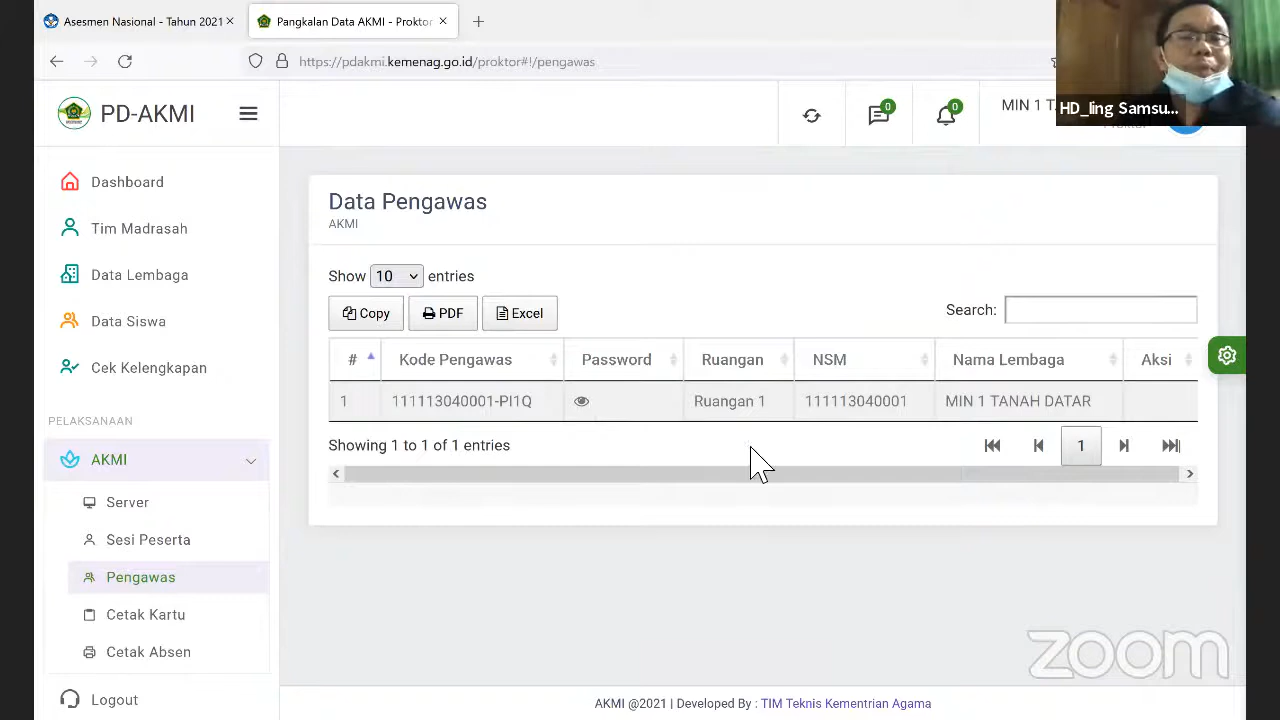 Asesmen Nasional - Tahun 2021
Pangkalan Data AKMI - Proktor
https://pdakmi.kemenag.go.id/proktor#!/pengawas
HD_Iing Samsu...
PD-AKMI
0
0
MIN 1 T
Proktor
Dashboard
Tim Madrasah
Data Lembaga
Data Siswa
Cek Kelengkapan
PELAKSANAAN
AKMI
Server
Sesi Peserta
Pengawas
Cetak Kartu
Cetak Absen
Logout
Data Pengawas
AKMI
Show 10 entries
Copy PDF Excel
Search:
# Kode Pengawas Password Ruangan NSM Nama Lembaga Aksi
1 111113040001-PI1Q Ruangan 1 111113040001 MIN 1 TANAH DATAR
Showing 1 to 1 of 1 entries
1
zoom
AKMI @2021 | Developed By : TIM Teknis Kementrian Agama